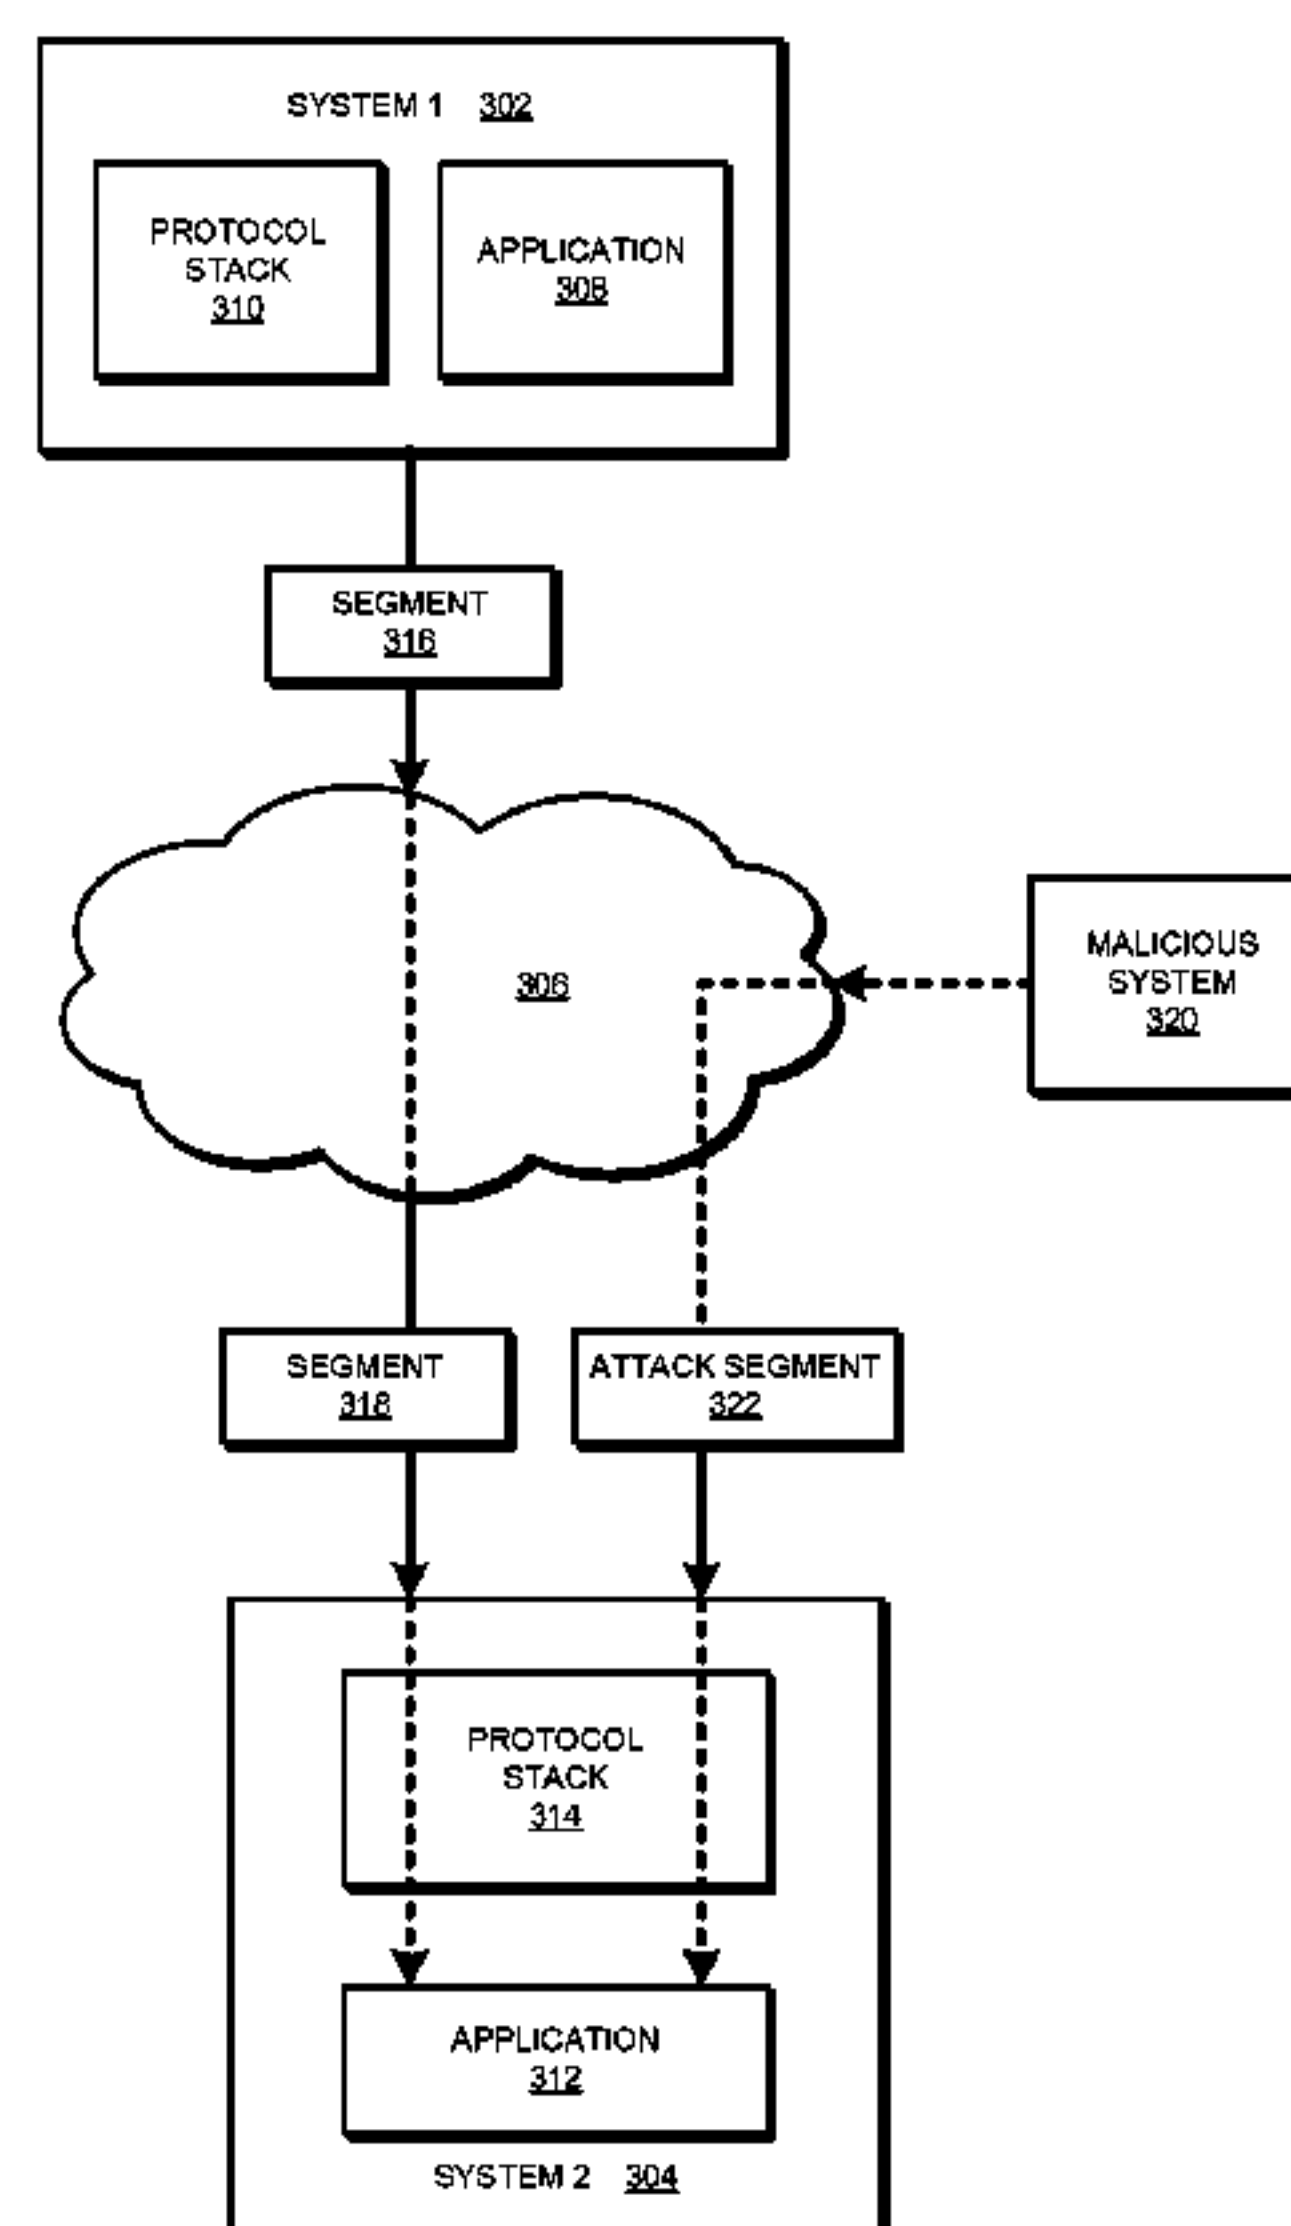 SYSTEM 1 302
PROTOCOL
STACK
310
APPLICATION
308
SEGMENT
316
306
MALICIOUS
SYSTEM
320
SEGMENT
318
ATTACK SEGMENT
322
PROTOCOL
STACK
314
APPLICATION
312
SYSTEM 2 304